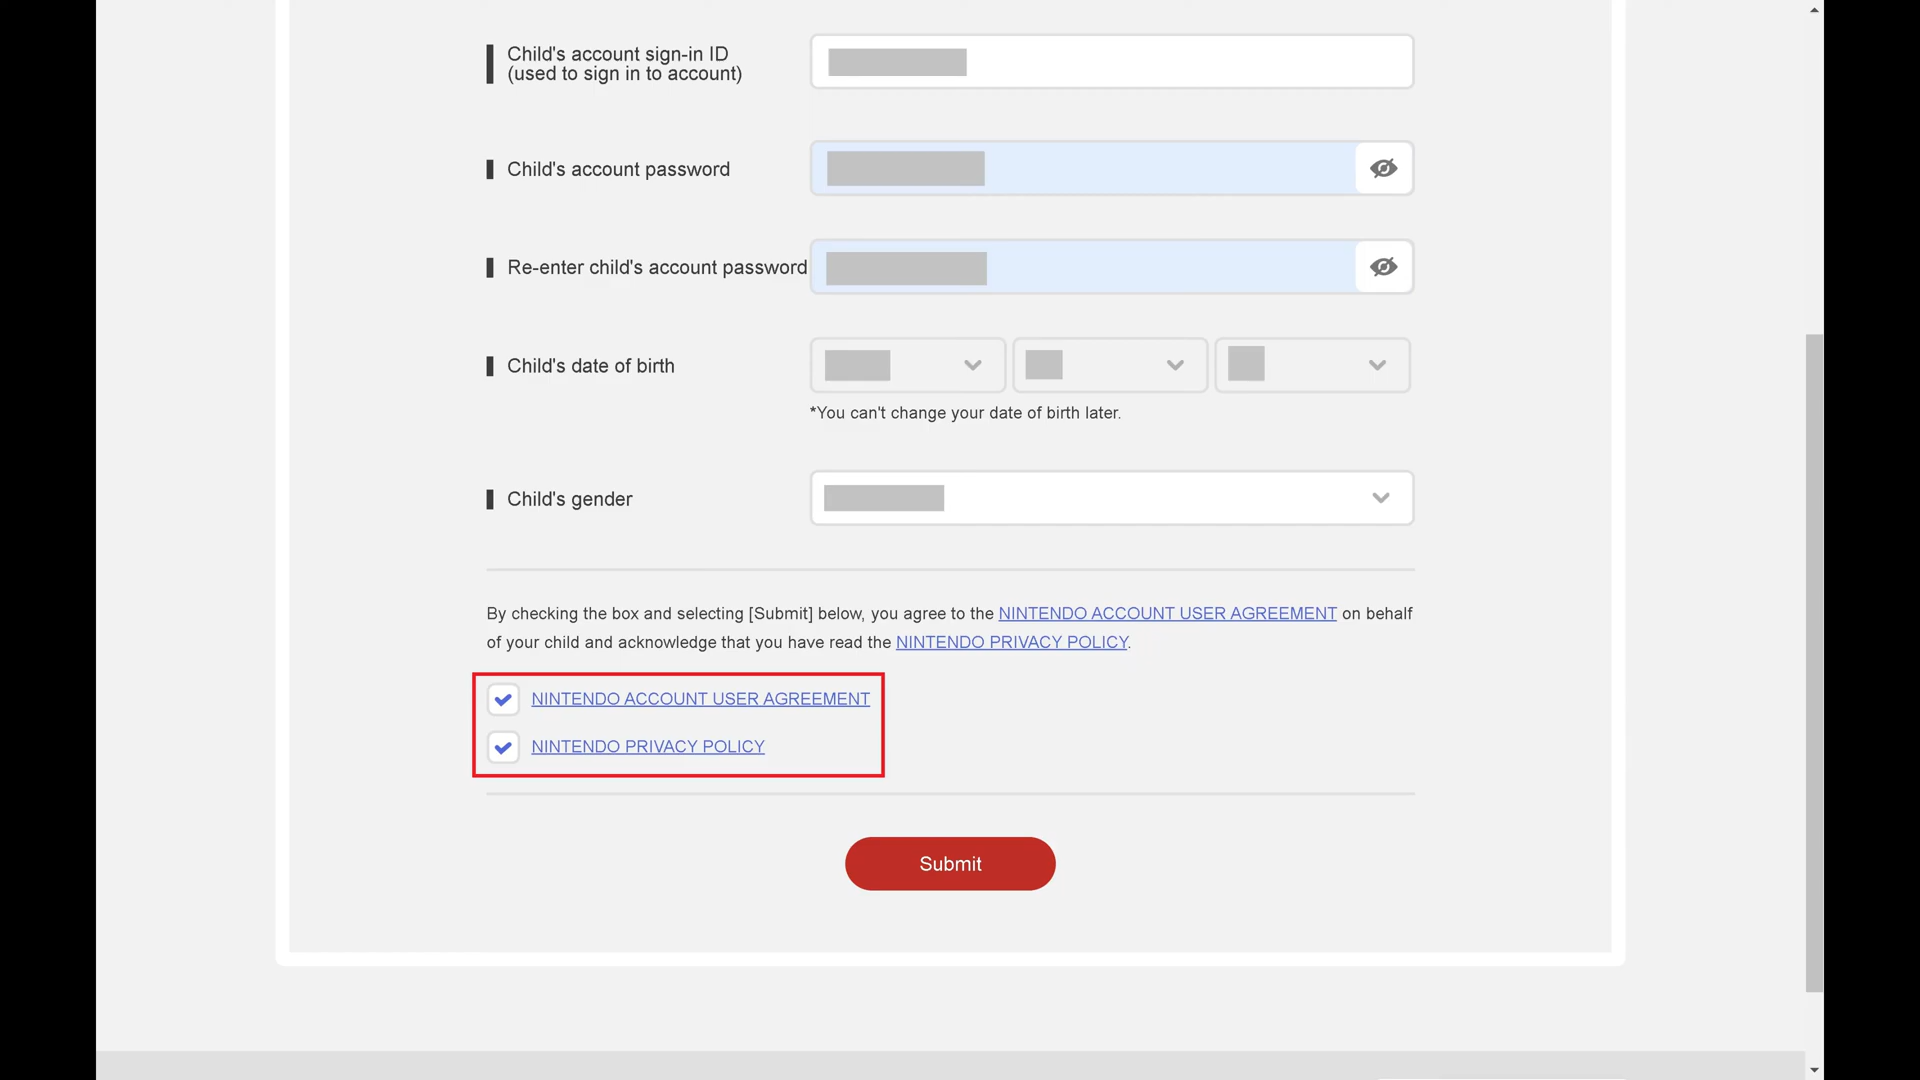 Child's account sign-in ID
(used to sign in to account)
Child's account password
Re-enter child's account password
Child's date of birth
*You can't change your date of birth later.
Child's gender
By checking the box and selecting [Submit] below, you agree to the NINTENDO ACCOUNT USER AGREEMENT on behalf
of your child and acknowledge that you have read the NINTENDO PRIVACY POLICY.
NINTENDO ACCOUNT USER AGREEMENT
NINTENDO PRIVACY POLICY
Submit